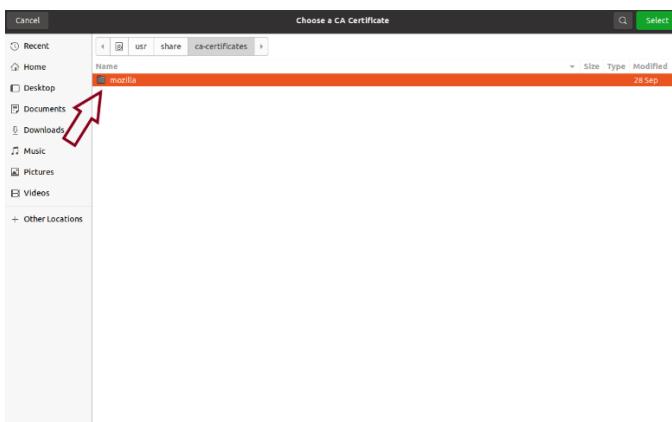 Cancel Choose a CA Certificate Select
Recent
usr share ca-certificates
Home
Name Size Type Modified
mozilla 28 Sep
Desktop
Documents
Downloads
Music
Pictures
Videos
+ Other Locations